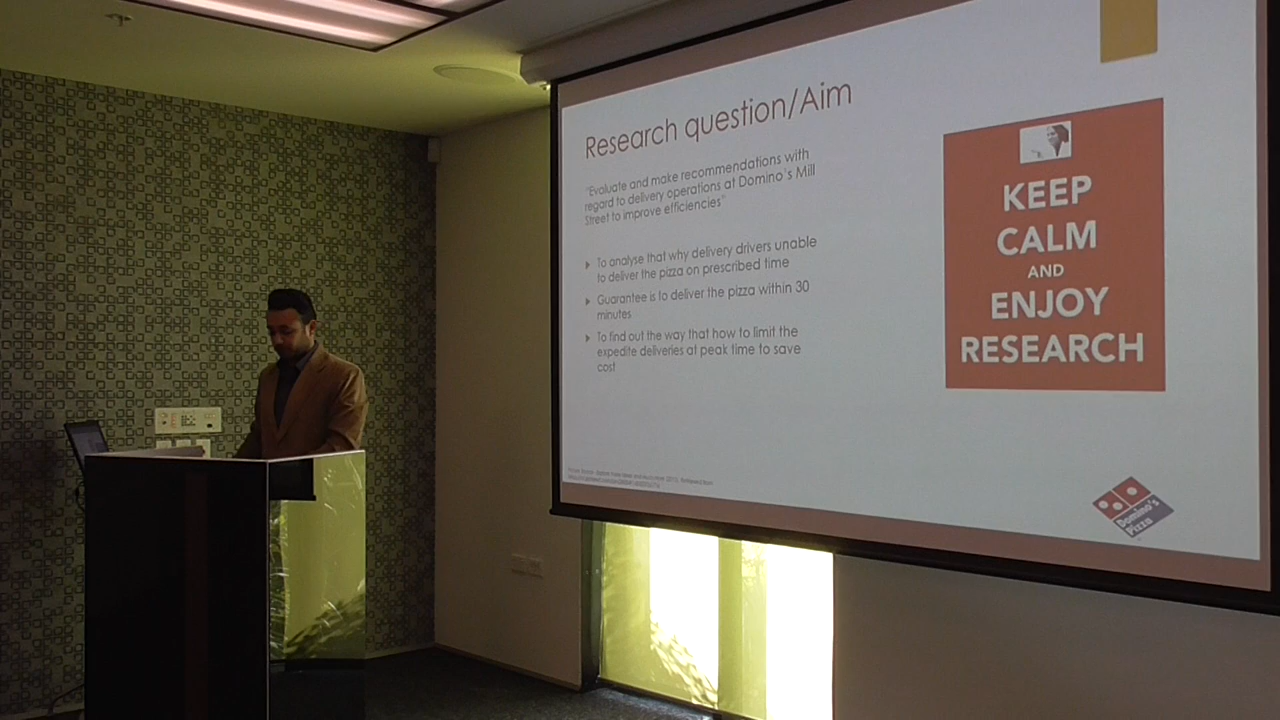 Research question/Aim
"Evaluate and make recommendations with
regard to delivery operations at Domino's Mill
Street to improve efficiencies"
To analyse that why delivery drivers unable
to deliver the pizza on prescribed time
Guarantee is to deliver the pizza within 30
minutes
To find out the way that how to limit the
expedite deliveries at peak time to save
cost
KEEP
CALM
AND
ENJOY
RESEARCH
Domino's
Pizza